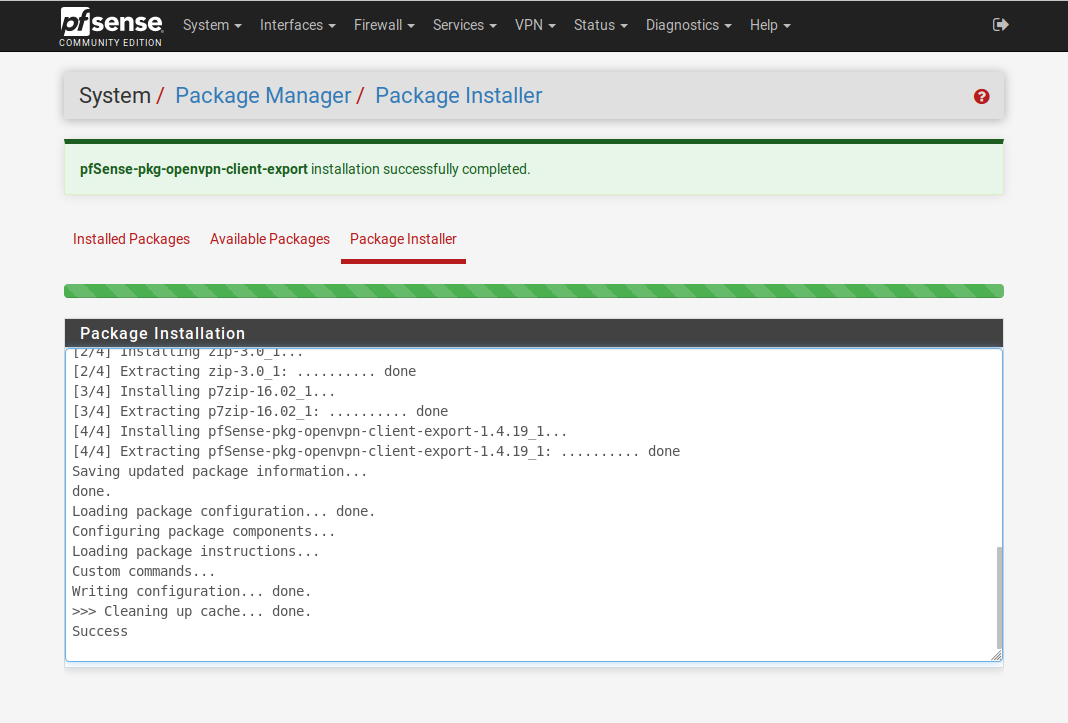 pfsense
COMMUNITY EDITION
System Interfaces Firewall Services VPN Status Diagnostics Help
System / Package Manager / Package Installer
?
pfSense-pkg-openvpn-client-export installation successfully completed.
Installed Packages Available Packages Package Installer
Package Installation
[2/4] Installing zip-3.0_1...
[2/4] Extracting zip-3.0_1: .......... done
[3/4] Installing p7zip-16.02_1...
[3/4] Extracting p7zip-16.02_1: .......... done
[4/4] Installing pfSense-pkg-openvpn-client-export-1.4.19_1...
[4/4] Extracting pfSense-pkg-openvpn-client-export-1.4.19_1: .......... done
Saving updated package information...
done.
Loading package configuration... done.
Configuring package components...
Loading package instructions...
Custom commands...
Writing configuration... done.
>>> Cleaning up cache... done.
Success